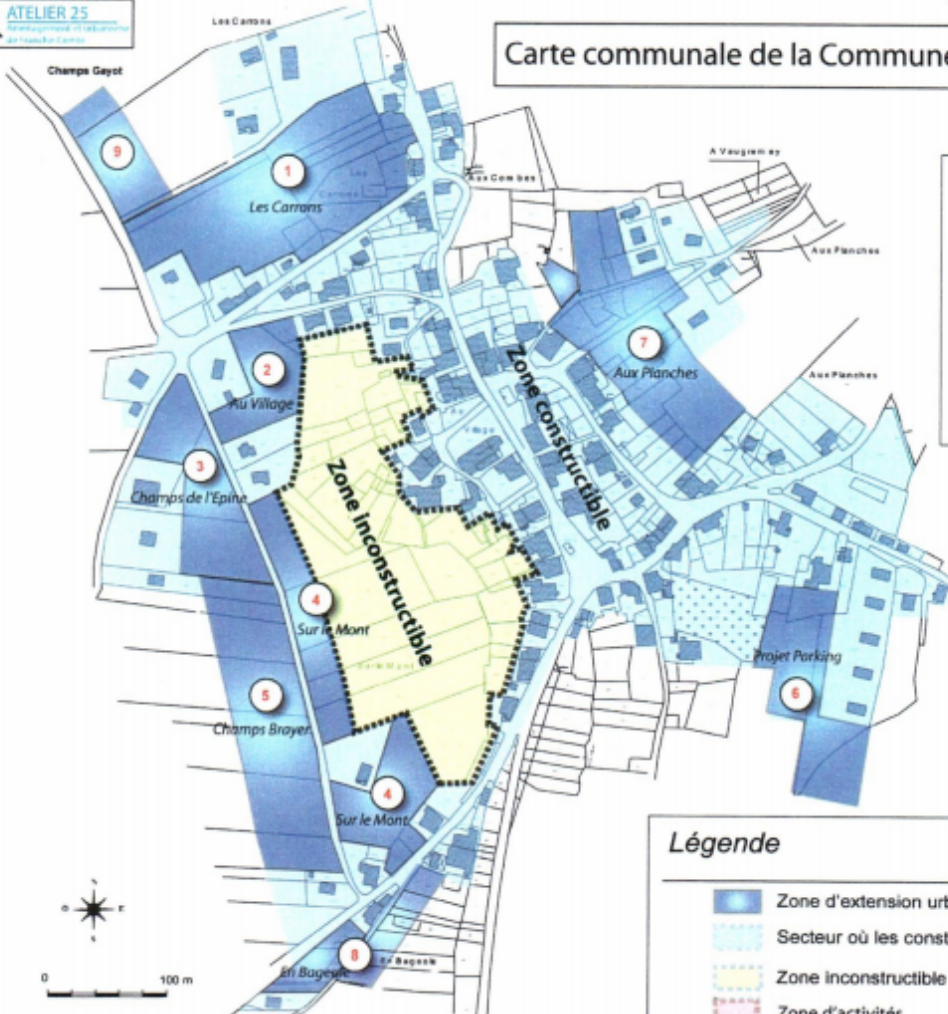 ATELIER 25
Les Carrons
Champs Gayot
Carte communale de la Commune
9
1
Les Carrons
Aux Combes
A Vaugremey
Aux Planches
2
Au Village
7
Aux Planches
Aux Planches
Zone constructible
3
Champs de l'Epine
Zone inconstructible
4
Sur le Mont
5
Champs Brayer
Projet Parking
6
4
Sur le Mont
8
En Bageule
0 100 m
Légende
Zone d'extension urb
Secteur où les const
Zone inconstructible
Zone d'activités